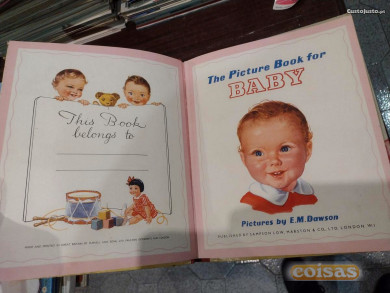 CustoJusto.pt
This Book
belongs to
The Picture Book for
BABY
Pictures by E.M. Dawson
PUBLISHED BY SAMPSON LOW, MARSTON & CO., LTD, LONDON, W.1
coisas